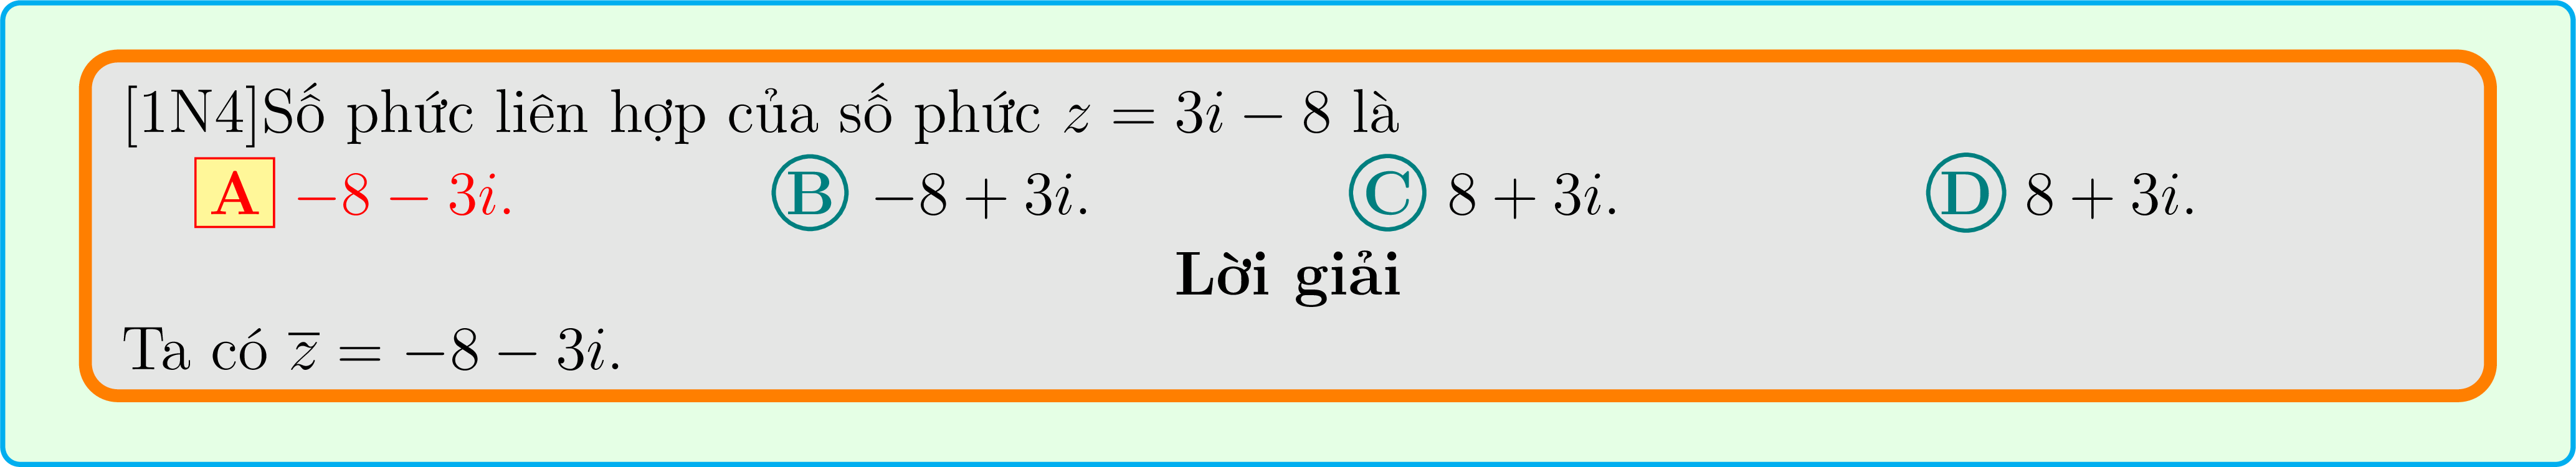 [1N4]Số phức liên hợp của số phức z = 3i − 8 là
A −8 − 3i. B −8 + 3i. C 8 + 3i. D 8 + 3i.
Lời giải
Ta có z̅ = −8 − 3i.